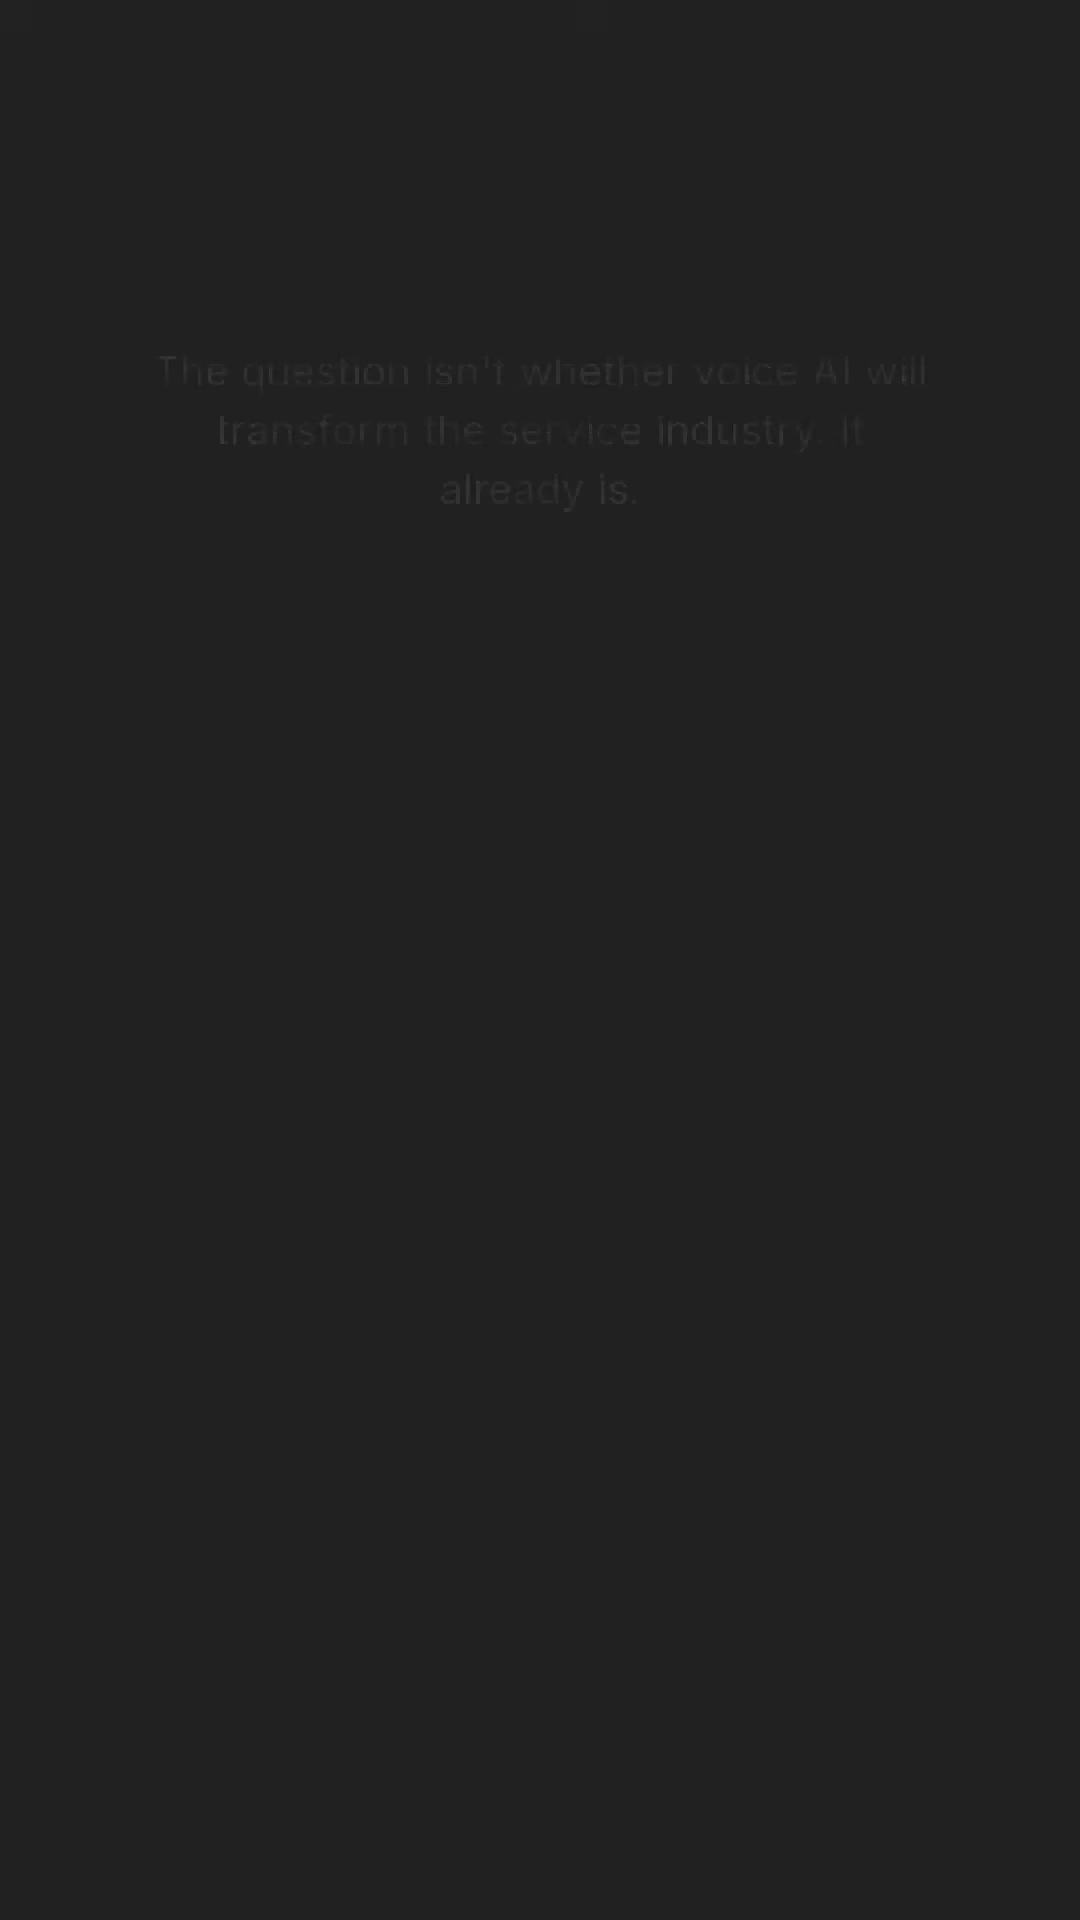 The question isn't whether voice AI will
transform the service industry. It
already is.